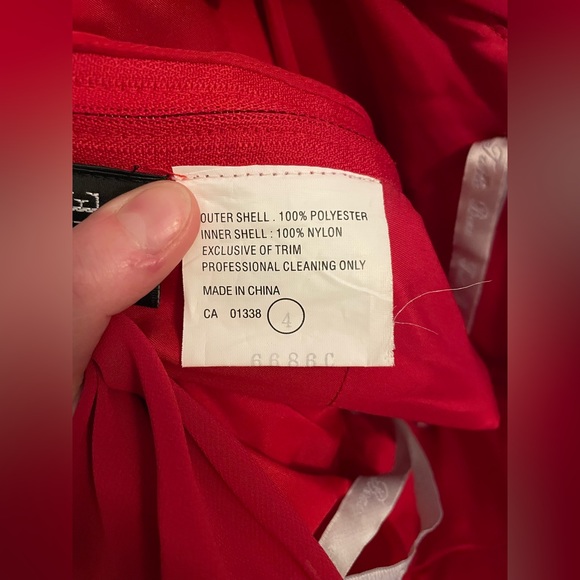 OUTER SHELL . 100% POLYESTER
INNER SHELL : 100% NYLON
EXCLUSIVE OF TRIM
PROFESSIONAL CLEANING ONLY
MADE IN CHINA
CA 01338 4
6686C